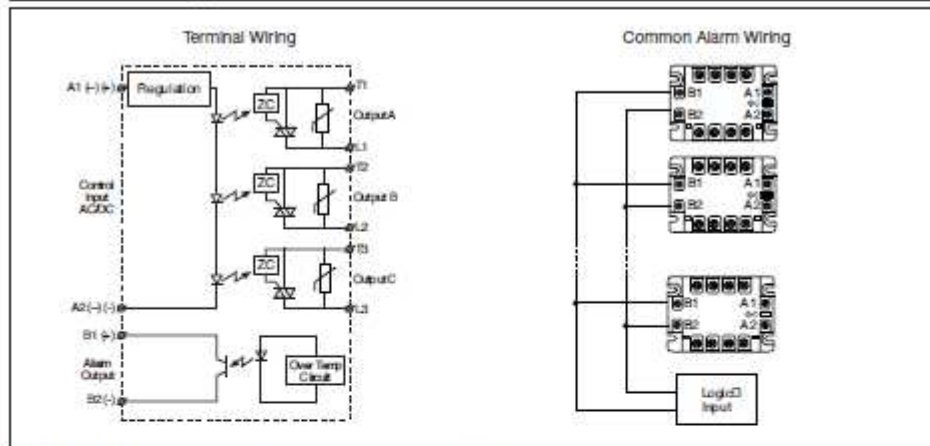 Terminal Wiring
A1 (~) (+)
Regulation
ZC
T1
Output A
L1
T2
ZC
Output B
L2
Control
Input
AC/DC
T3
ZC
Output C
L3
A2 (~) (-)
B1 (+)
Alarm
Output
B2 (-)
Over Temp
Circuit
Common Alarm Wiring
B1 A1
B2 A2
B1 A1
B2 A2
B1 A1
B2 A2
Logic□
Input